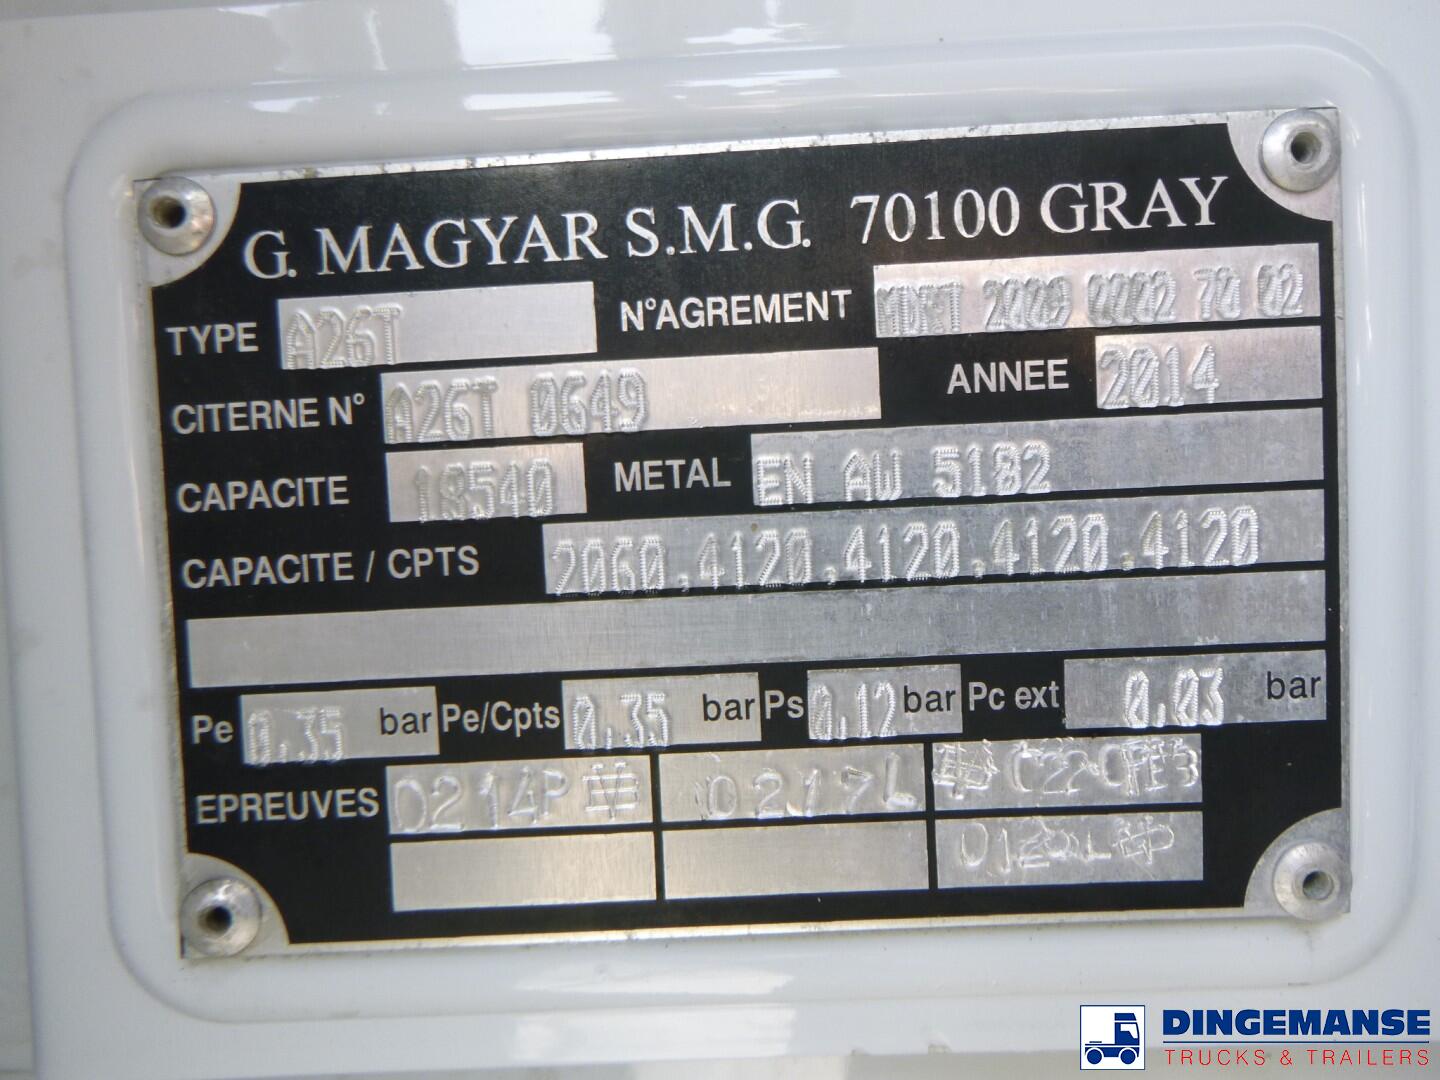 G. MAGYAR S.M.G. 70100 GRAY
TYPE A26T N°AGREMENT 2009 0002 70 02
CITERNE N° A26T 0649 ANNEE 2014
CAPACITE 18540 METAL EN AW 5182
CAPACITE / CPTS 2060.4120.4120.4120.4120
Pe 0.35 bar Pe/Cpts 0.35 bar Ps 0.12 bar Pc ext 0.03 bar
EPREUVES 0214P 0217L
DINGEMANSE
TRUCKS & TRAILERS